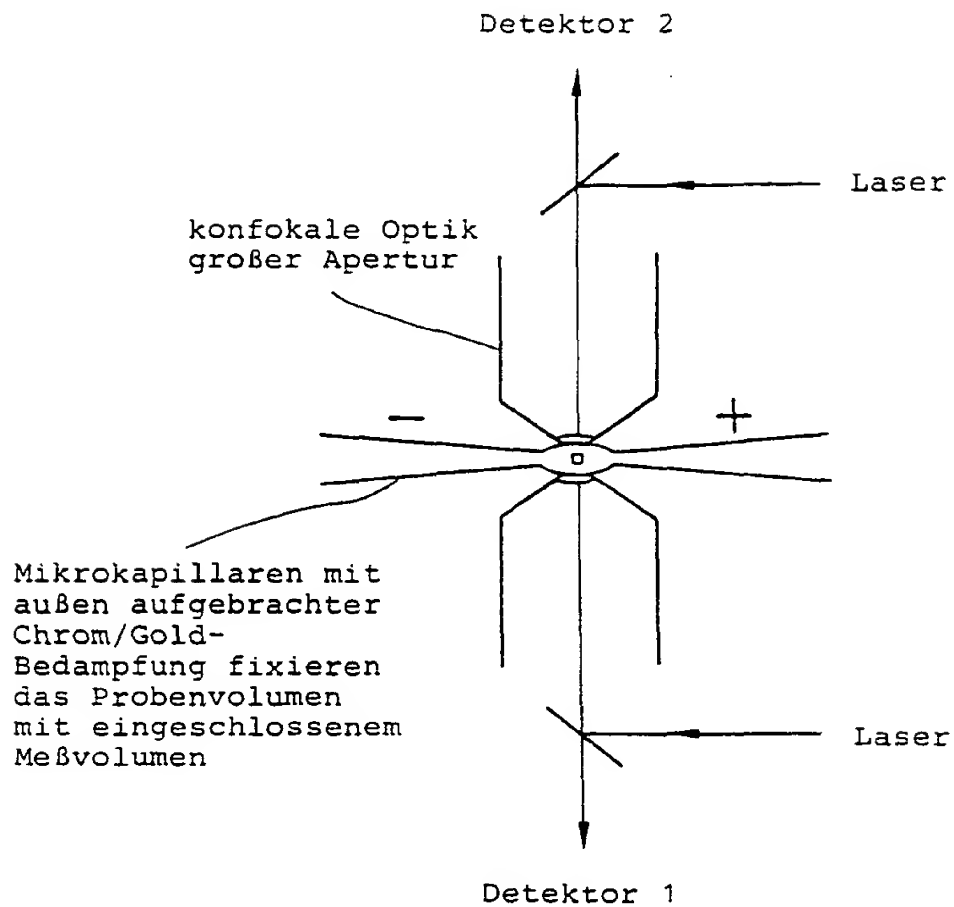 Detektor 2
Laser
konfokale Optik
großer Apertur
−
+
Mikrokapillaren mit
außen aufgebrachter
Chrom/Gold-
Bedampfung fixieren
das Probenvolumen
mit eingeschlossenem
Meßvolumen
Laser
Detektor 1